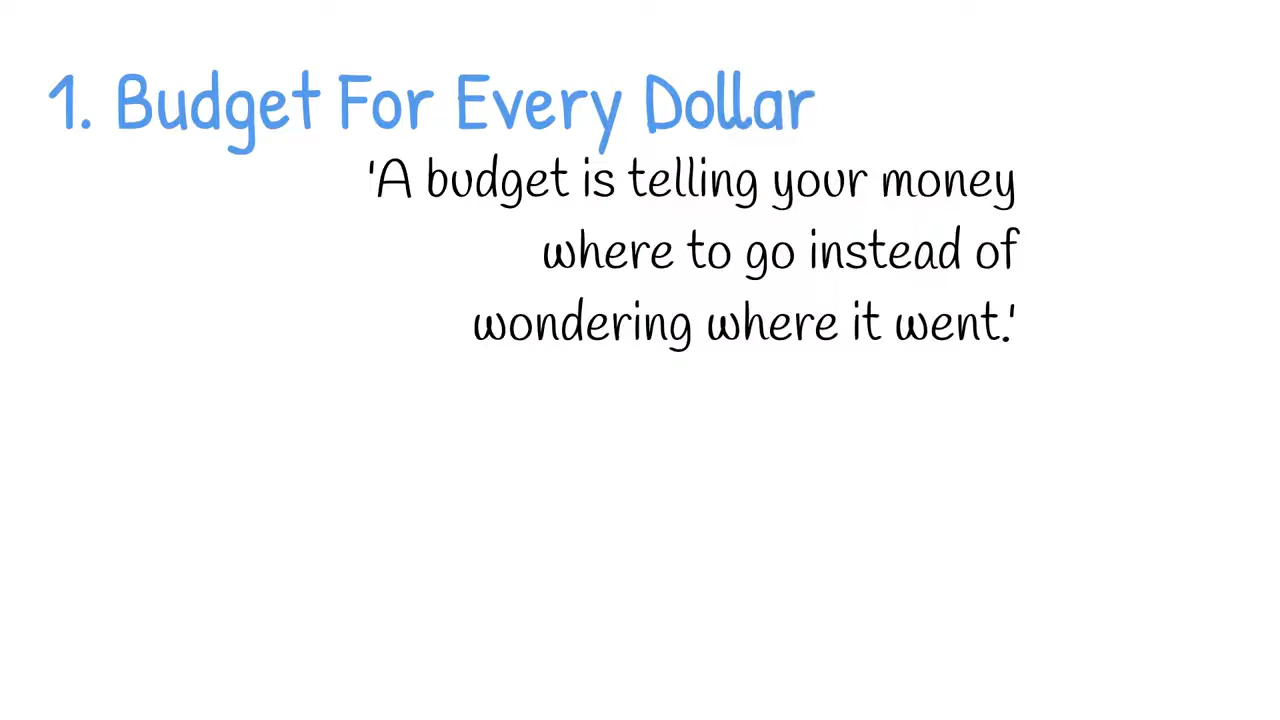 1. Budget For Every Dollar
'A budget is telling your money
where to go instead of
wondering where it went.'